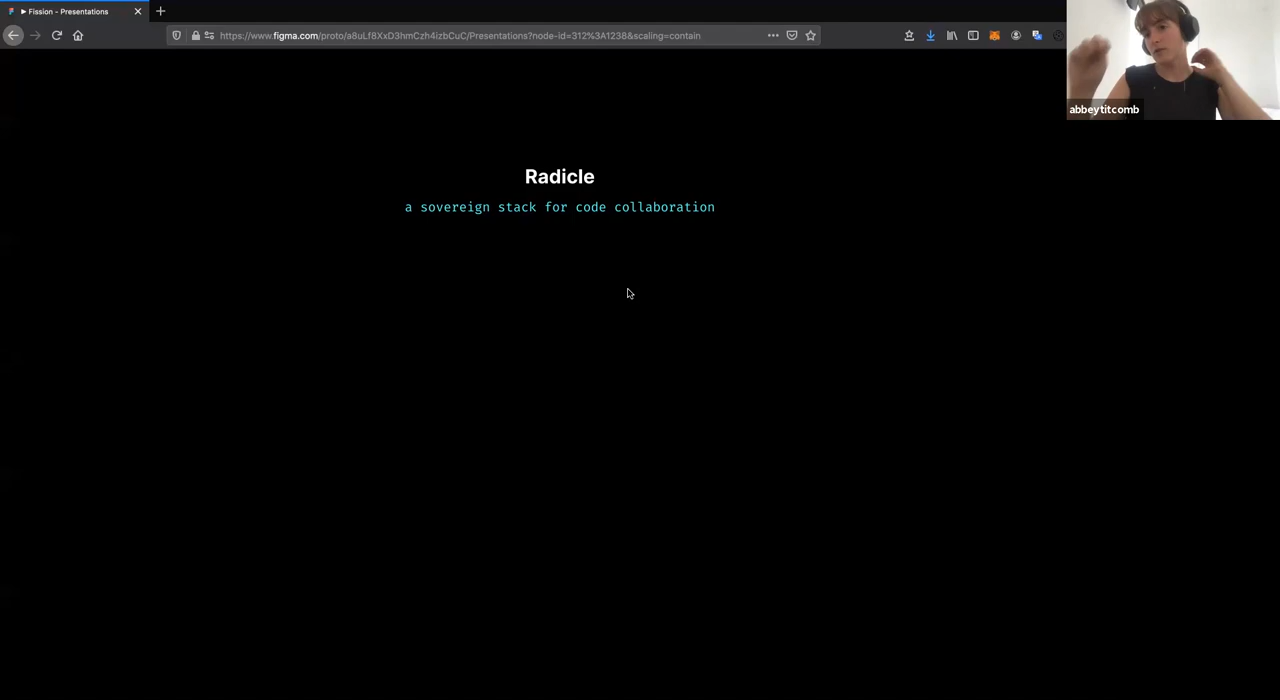 ▶ Fission - Presentations
https://www.figma.com/proto/a8uLf8XxD3hmCzh4izbCuC/Presentations?node-id=312%3A1238&scaling=contain
abbeytitcomb
Radicle
a sovereign stack for code collaboration